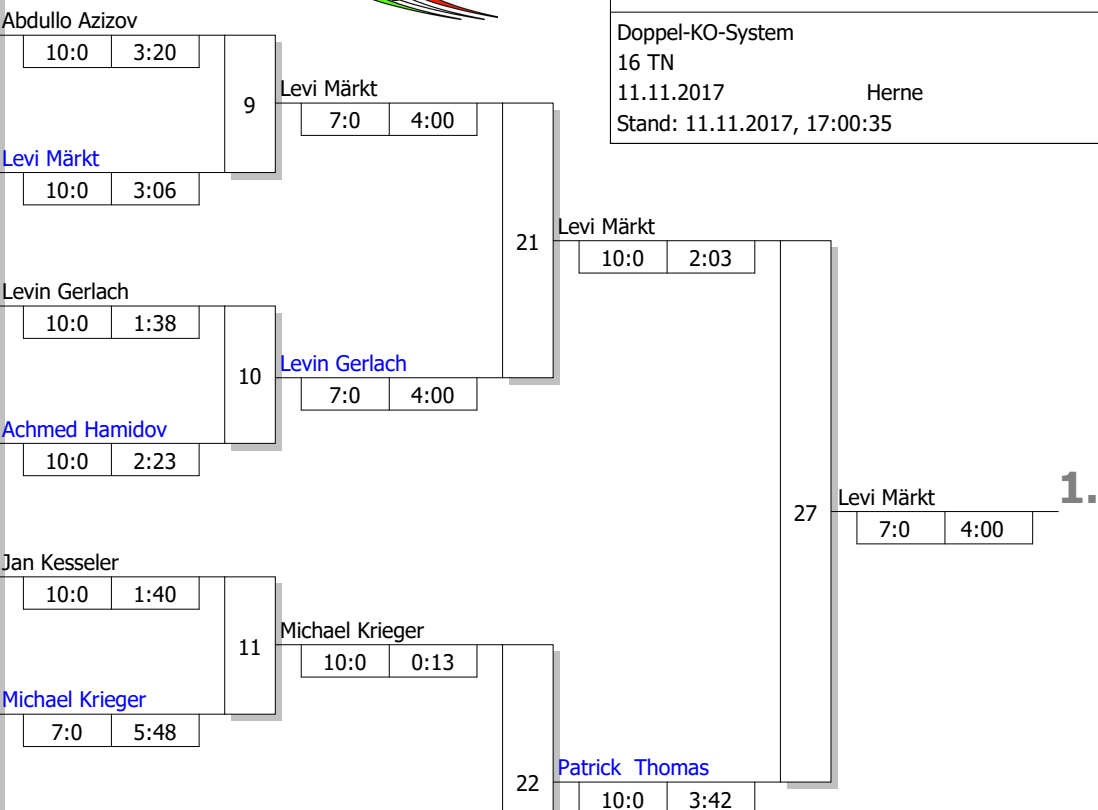 Abdullo Azizov
10:0 3:20
Doppel-KO-System
16 TN
11.11.2017 Herne
Stand: 11.11.2017, 17:00:35
9
Levi Märkt
7:0 4:00
Levi Märkt
10:0 3:06
21
Levi Märkt
10:0 2:03
Levin Gerlach
10:0 1:38
10
Levin Gerlach
7:0 4:00
Achmed Hamidov
10:0 2:23
27
Levi Märkt
7:0 4:00
1.
Jan Kesseler
10:0 1:40
11
Michael Krieger
10:0 0:13
Michael Krieger
7:0 5:48
22
Patrick Thomas
10:0 3:42